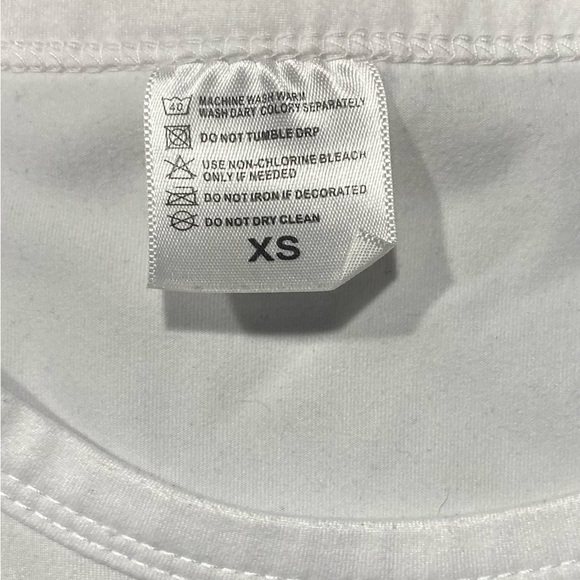 40 MACHINE WASH WARM
WASH DARY COLORY SEPARATELY
DO NOT TUMBLE DRP
USE NON-CHLORINE BLEACH
ONLY IF NEEDED
DO NOT IRON IF DECORATED
DO NOT DRY CLEAN
XS